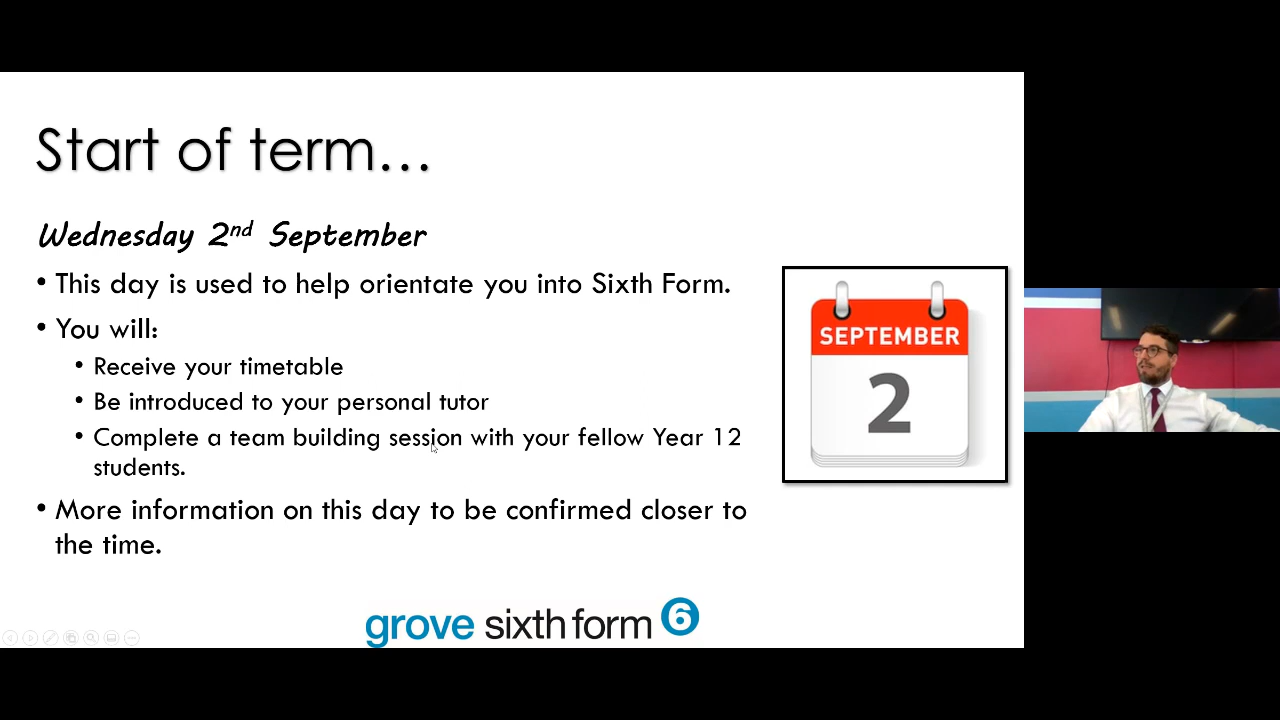 Start of term…
Wednesday 2nd September
• This day is used to help orientate you into Sixth Form.
• You will:
• Receive your timetable
• Be introduced to your personal tutor
• Complete a team building session with your fellow Year 12
students.
• More information on this day to be confirmed closer to
the time.
SEPTEMBER
2
grove sixth form 6